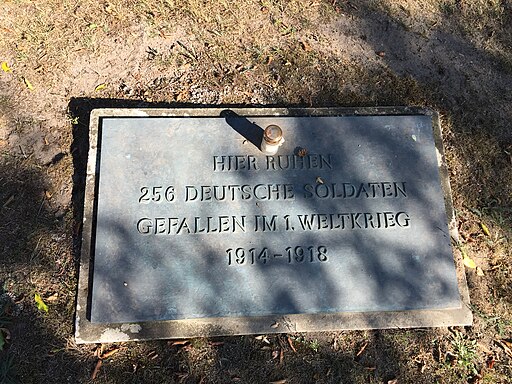 HIER RUHEN
256 DEUTSCHE SOLDATEN
GEFALLEN IM 1. WELTKRIEG
1914-1918